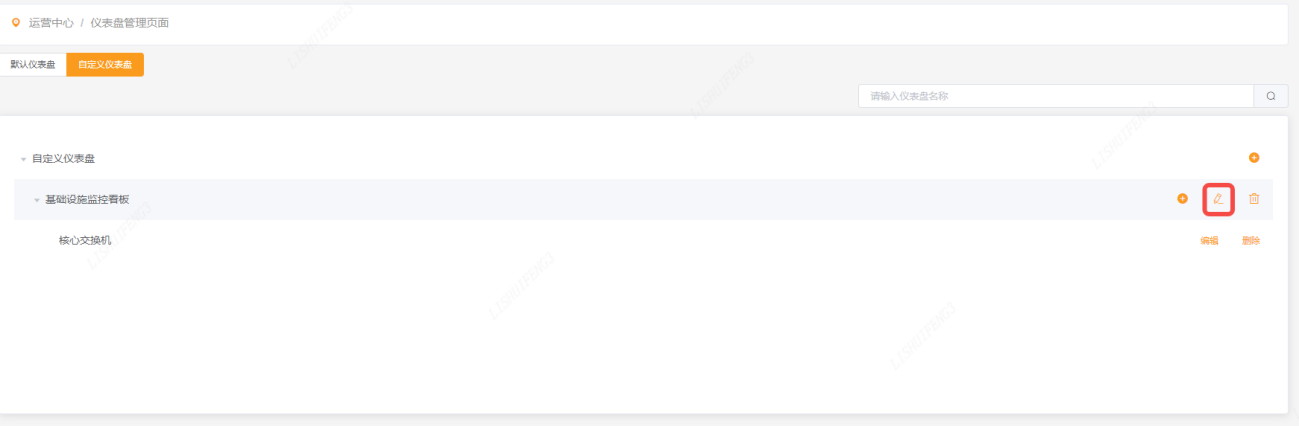 运营中心 / 仪表盘管理页面
默认仪表盘 自定义仪表盘
请输入仪表盘名称
自定义仪表盘
基础设施监控看板
核心交换机 编辑 删除